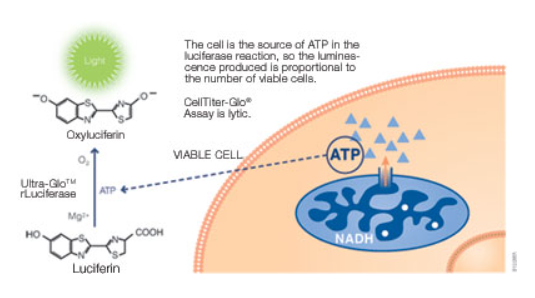 Light
The cell is the source of ATP in the
luciferase reaction, so the lumines-
cence produced is proportional to
the number of viable cells.
CellTiter-Glo®
Assay is lytic.
⁻O
S
N
N
S
O⁻
Oxyluciferin
O₂
VIABLE CELL
ATP
Ultra-Glo™
rLuciferase
ATP
Mg²⁺
HO
S
N
N
S
COOH
Luciferin
NADH